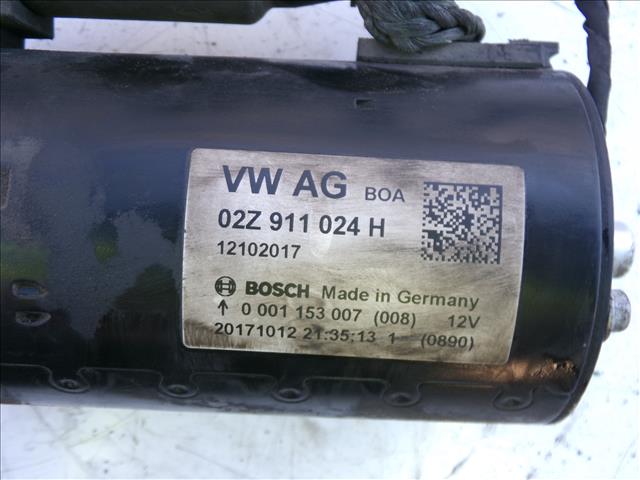 VW AG BOA
02Z 911 024 H
12102017
BOSCH Made in Germany
↑ 0 001 153 007 (008) 12V
20171012 21:35:13 1 (0890)